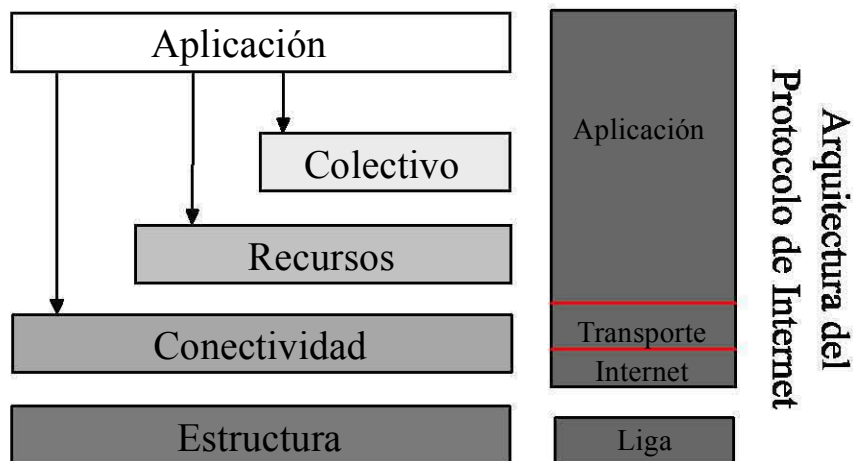 Aplicación
Colectivo
Recursos
Conectividad
Estructura
Aplicación
Transporte
Internet
Liga
Arquitectura del
Protocolo de Internet